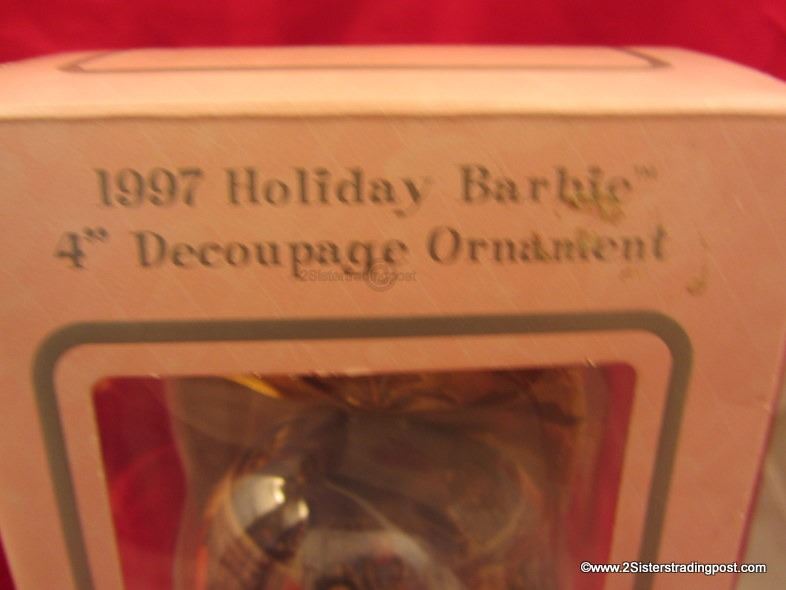 1997 Holiday Barbie™
4” Decoupage Ornament
2Sisterstradingpost
©www.2Sisterstradingpost.com